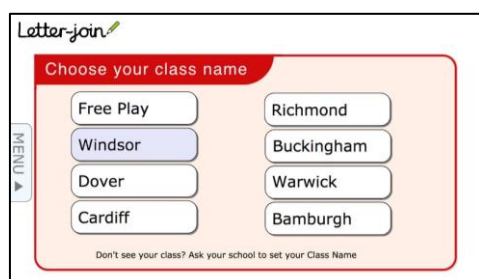 Letter-join
Choose your class name
Free Play
Windsor
Dover
Cardiff
Richmond
Buckingham
Warwick
Bamburgh
MENU
Don't see your class? Ask your school to set your Class Name